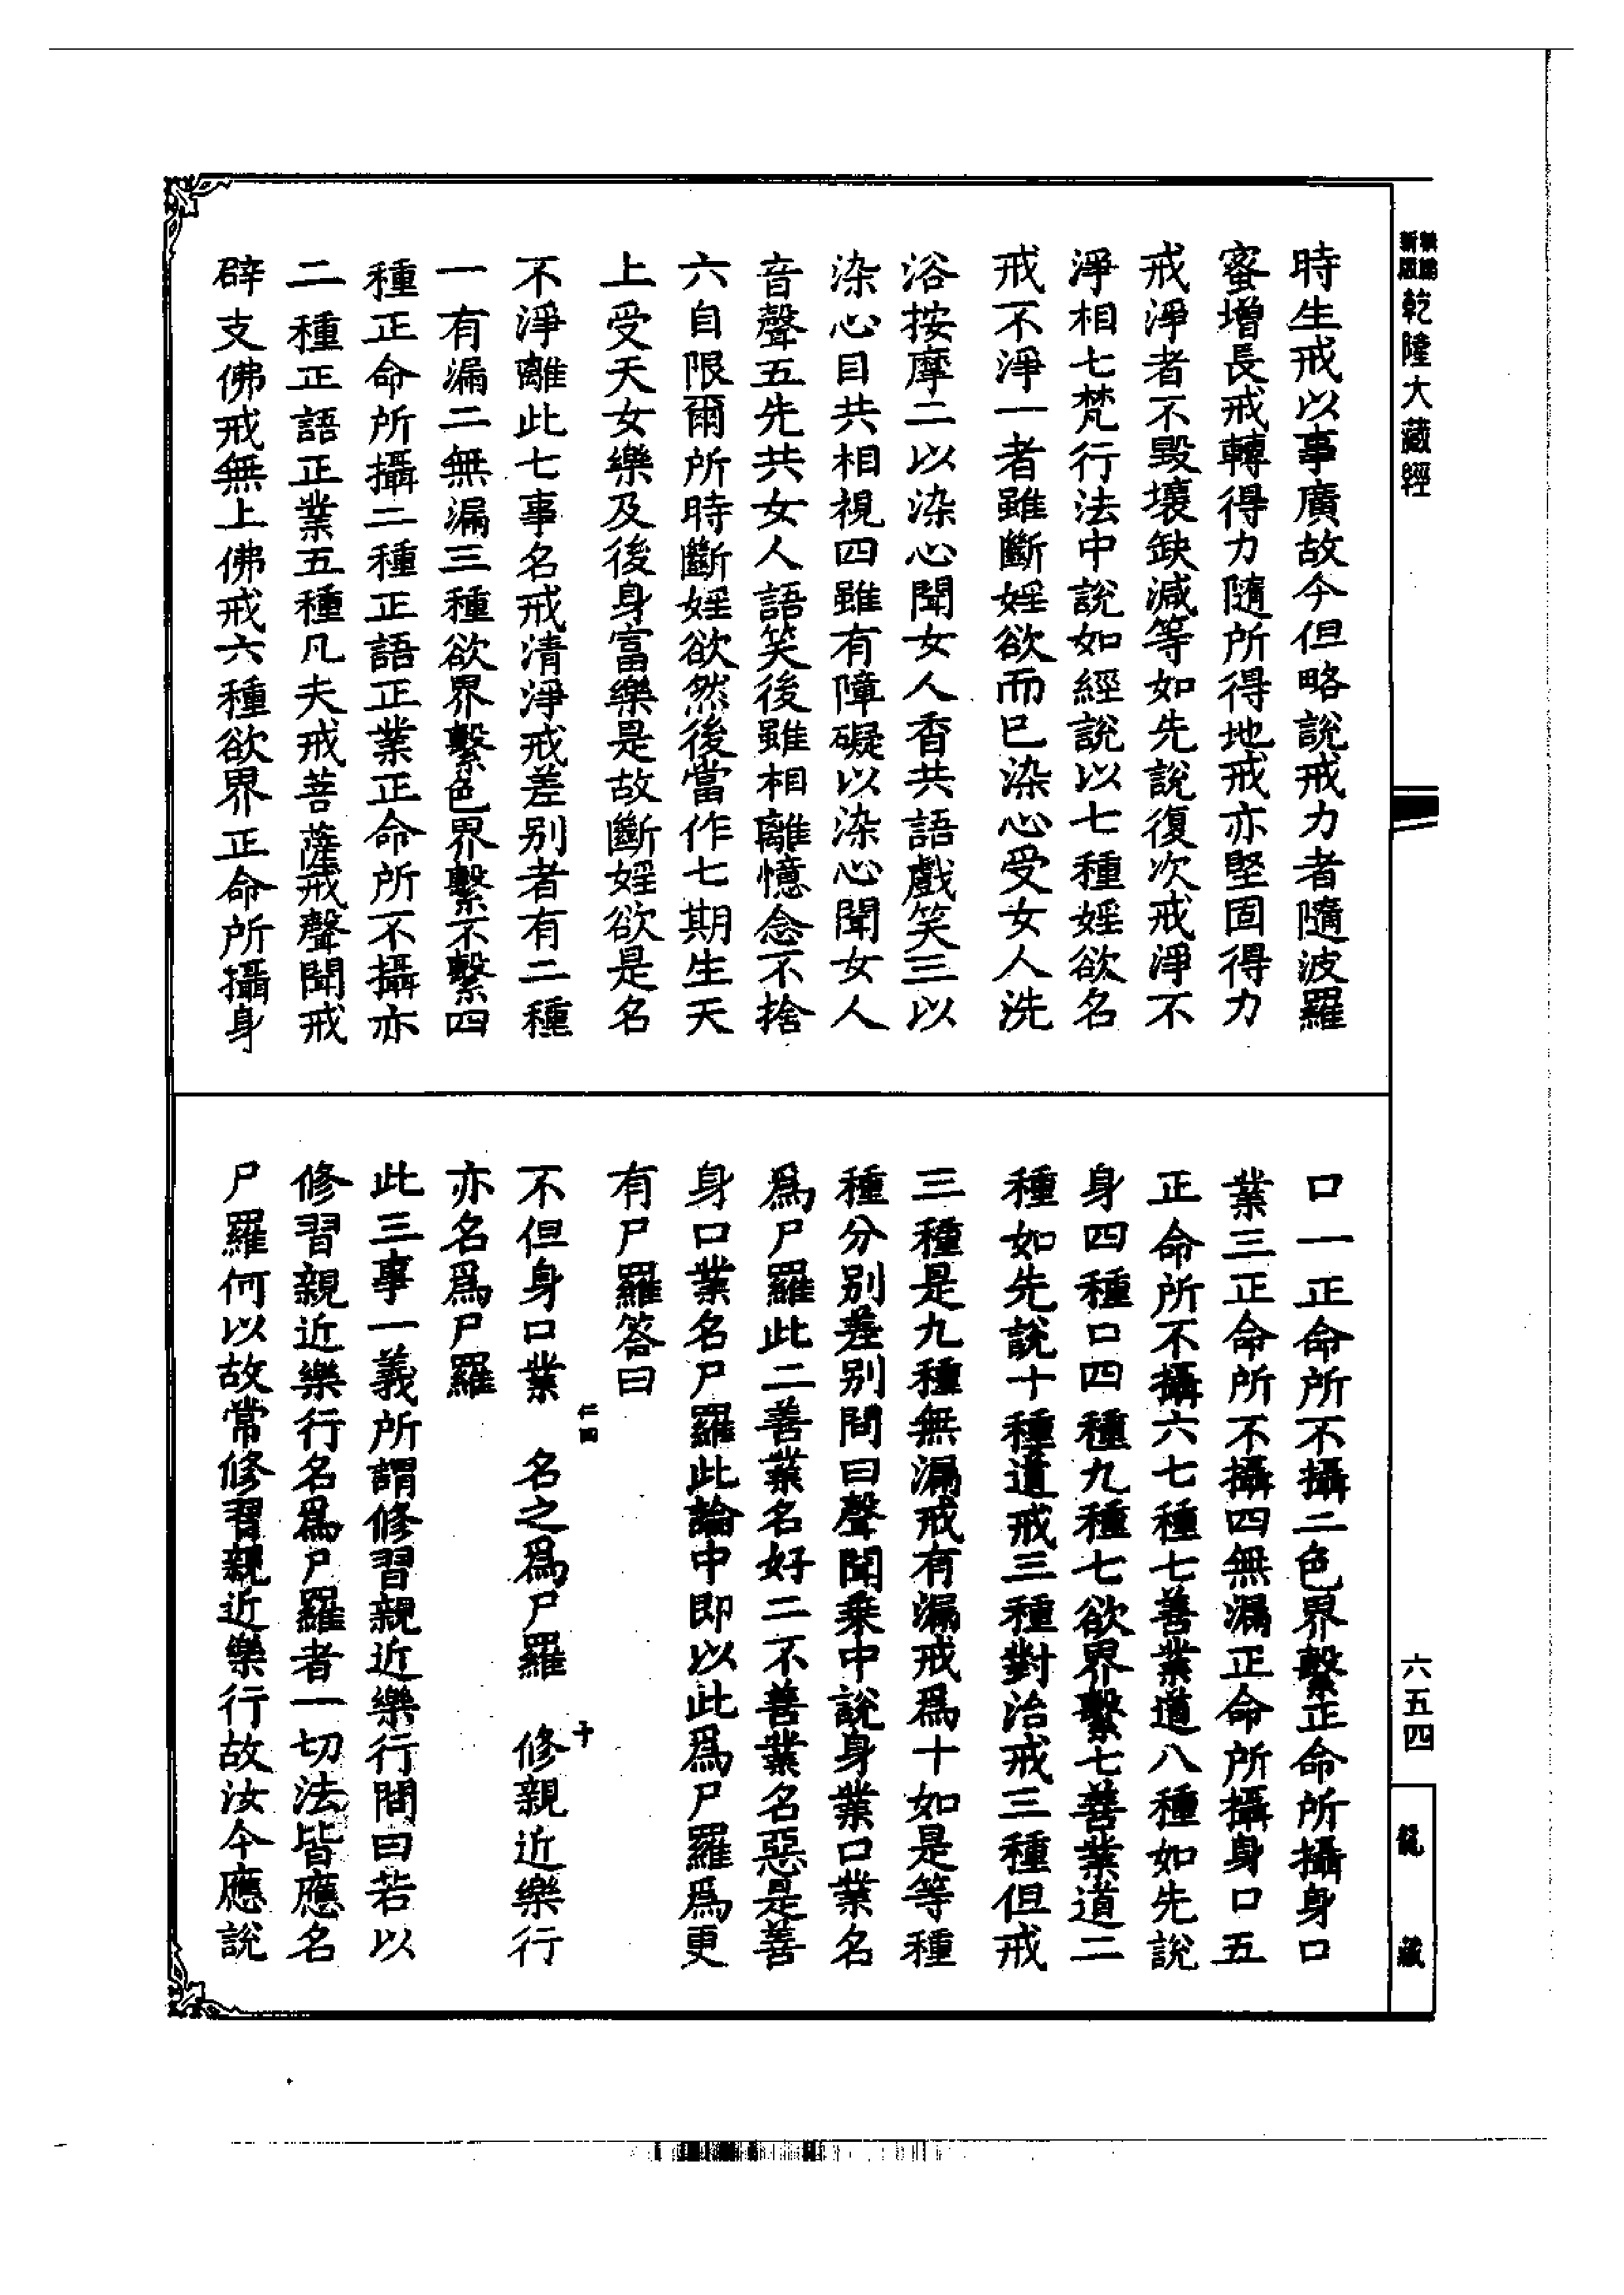 乾隆大藏經
時生戒以事廣故今但略說戒力者隨波羅
蜜增長戒轉得力隨所得地戒亦堅固得力
戒淨者不毀壞缺減等如先說復次戒淨不
淨相七梵行法中說如經說以七種婬欲名
戒不淨一者雖斷婬欲而已染心受女人洗
浴按摩二以染心聞女人香共語戲笑三以
染心目共相視四雖有障礙以染心聞女人
音聲五先共女人語笑後雖相離憶念不捨
六自限爾所時斷婬欲然後當作七期生天
上受天女樂及後身富樂是故斷婬欲是名
不淨離此七事名戒清淨戒差別者有二種
一有漏二無漏三種欲界繫色界繫不繫四
種正命所攝二種正語正業正命所不攝亦
二種正語正業五種凡夫戒菩薩戒聲聞戒
辟支佛戒無上佛戒六種欲界正命所攝身
口一正命所不攝二色界繫正命所攝身口
業三正命所不攝四無漏正命所攝身口五
正命所不攝六七種七善業道八種如先說
身四種口四種九種七欲界繫七善業道二
種如先說十種道戒三種對治戒三種但戒
三種是九種無漏戒有漏戒為十如是等種
種分別差別問曰聲聞乘中說身業口業名
為尸羅此二善業名好二不善業名惡是善
身口業名尸羅此論中即以此為尸羅為更
有尸羅答曰
不但身口業　名之為尸羅　修親近樂行
亦名為尸羅
此三事一義所謂修習親近樂行問曰若以
修習親近樂行名為尸羅者一切法皆應名
尸羅何以故常修習親近樂行故汝今應說
仁四
十
六五四
龍藏